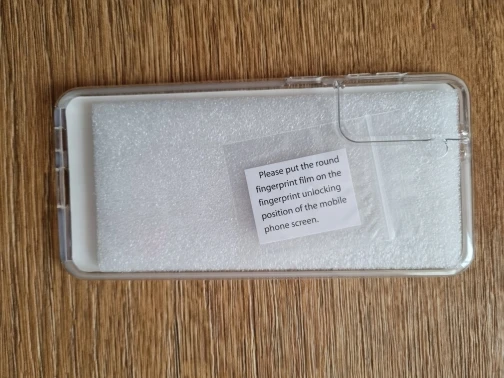 Please put the round
fingerprint film on the
fingerprint unlocking
position of the mobile
phone screen.